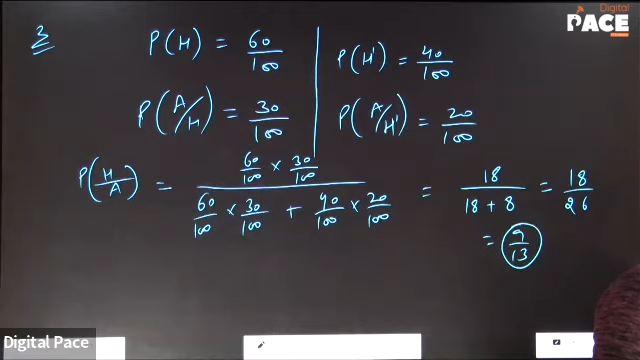 Digital
PACE
3
P(H) = 60/100
P(H') = 40/100
P(A/H) = 30/100
P(A/H') = 20/100
P(H/A) = (60/100 × 30/100) / (60/100 × 30/100 + 40/100 × 20/100) = 18/(18 + 8) = 18/26
= 9/13
Digital Pace